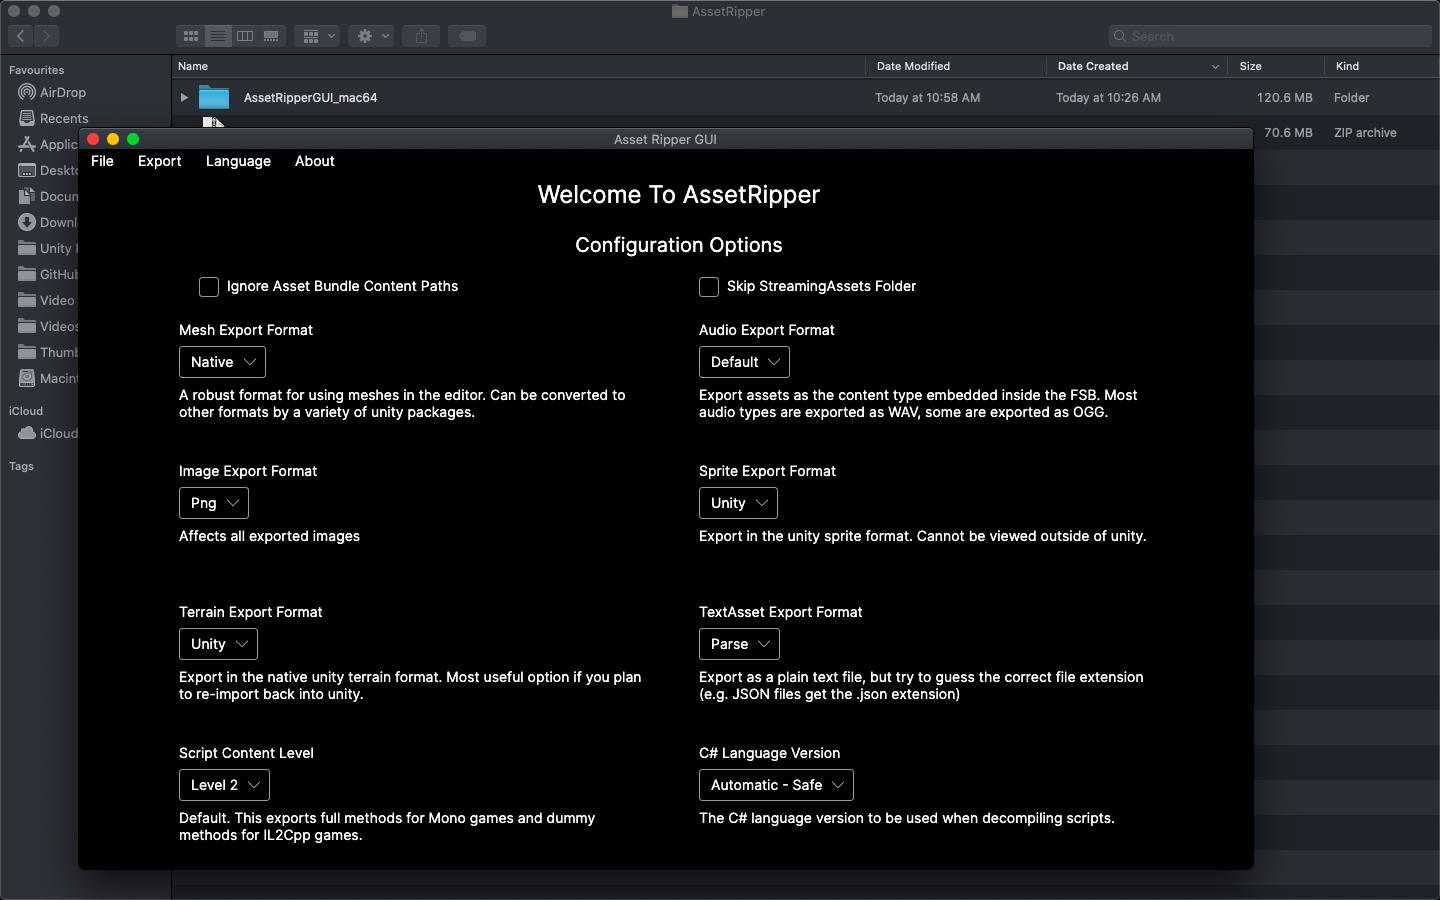 AssetRipper
Search
Favourites
AirDrop
Recents
Applic
Deskt
Docun
Downl
Unity
GitHub
Video
Videos
Thumb
Macint
iCloud
iCloud
Tags
Name
Date Modified
Date Created
Size
Kind
AssetRipperGUI_mac64
Today at 10:58 AM
Today at 10:26 AM
120.6 MB
Folder
70.6 MB
ZIP archive
Asset Ripper GUI
File
Export
Language
About
Welcome To AssetRipper
Configuration Options
Ignore Asset Bundle Content Paths
Skip StreamingAssets Folder
Mesh Export Format
Native
A robust format for using meshes in the editor. Can be converted to
other formats by a variety of unity packages.
Audio Export Format
Default
Export assets as the content type embedded inside the FSB. Most
audio types are exported as WAV, some are exported as OGG.
Image Export Format
Png
Affects all exported images
Sprite Export Format
Unity
Export in the unity sprite format. Cannot be viewed outside of unity.
Terrain Export Format
Unity
Export in the native unity terrain format. Most useful option if you plan
to re-import back into unity.
TextAsset Export Format
Parse
Export as a plain text file, but try to guess the correct file extension
(e.g. JSON files get the .json extension)
Script Content Level
Level 2
Default. This exports full methods for Mono games and dummy
methods for IL2Cpp games.
C# Language Version
Automatic - Safe
The C# language version to be used when decompiling scripts.